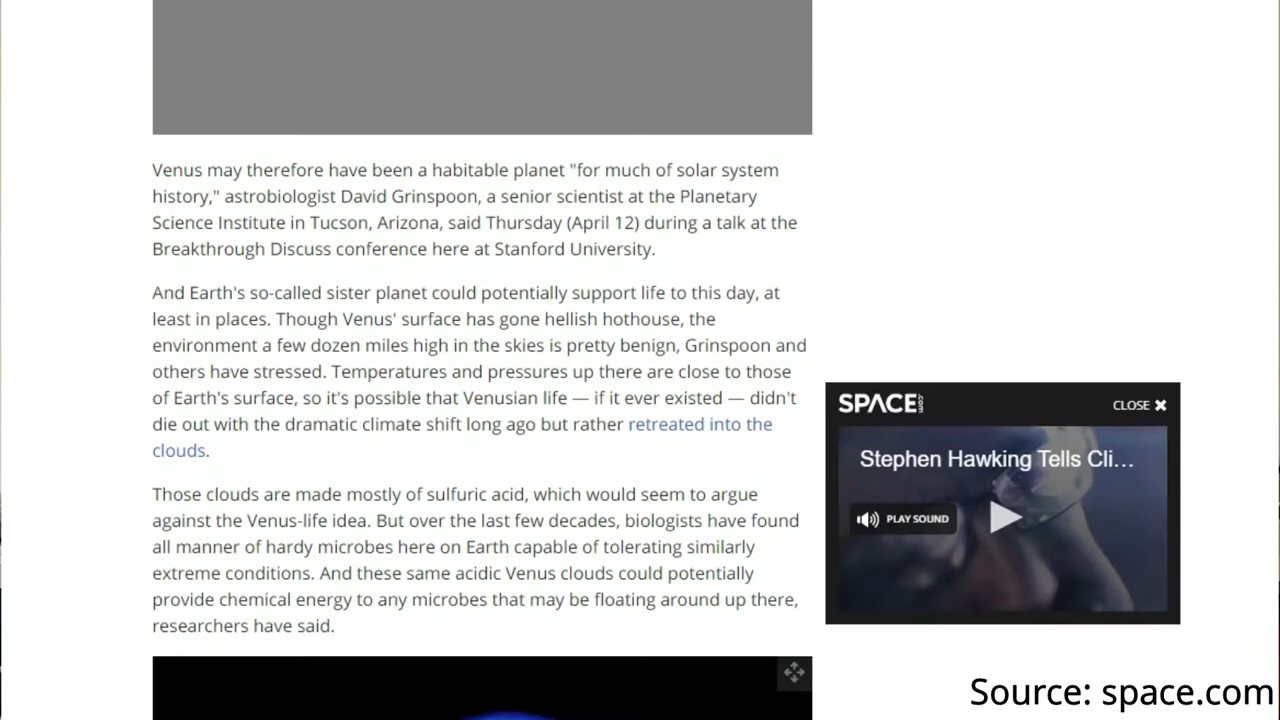 Venus may therefore have been a habitable planet "for much of solar system
history," astrobiologist David Grinspoon, a senior scientist at the Planetary
Science Institute in Tucson, Arizona, said Thursday (April 12) during a talk at the
Breakthrough Discuss conference here at Stanford University.
And Earth's so-called sister planet could potentially support life to this day, at
least in places. Though Venus' surface has gone hellish hothouse, the
environment a few dozen miles high in the skies is pretty benign, Grinspoon and
others have stressed. Temperatures and pressures up there are close to those
of Earth's surface, so it's possible that Venusian life — if it ever existed — didn't
die out with the dramatic climate shift long ago but rather retreated into the
clouds.
Those clouds are made mostly of sulfuric acid, which would seem to argue
against the Venus-life idea. But over the last few decades, biologists have found
all manner of hardy microbes here on Earth capable of tolerating similarly
extreme conditions. And these same acidic Venus clouds could potentially
provide chemical energy to any microbes that may be floating around up there,
researchers have said.
SPACE.com
CLOSE ✖
Stephen Hawking Tells Cli...
PLAY SOUND
Source: space.com